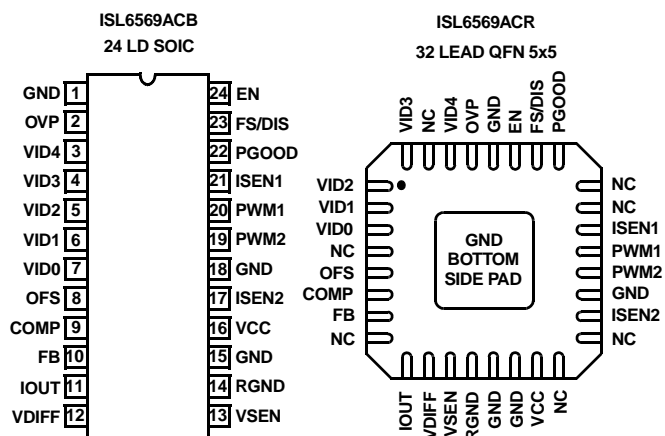 ISL6569ACB
24 LD SOIC
GND 1
OVP 2
VID4 3
VID3 4
VID2 5
VID1 6
VID0 7
OFS 8
COMP 9
FB 10
IOUT 11
VDIFF 12
24 EN
23 FS/DIS
22 PGOOD
21 ISEN1
20 PWM1
19 PWM2
18 GND
17 ISEN2
16 VCC
15 GND
14 RGND
13 VSEN
ISL6569ACR
32 LEAD QFN 5x5
VID3
NC
VID4
OVP
GND
EN
FS/DIS
PGOOD
VID2
VID1
VID0
NC
OFS
COMP
FB
NC
GND
BOTTOM
SIDE PAD
NC
NC
ISEN1
PWM1
PWM2
GND
ISEN2
NC
IOUT
VDIFF
VSEN
RGND
GND
GND
VCC
NC